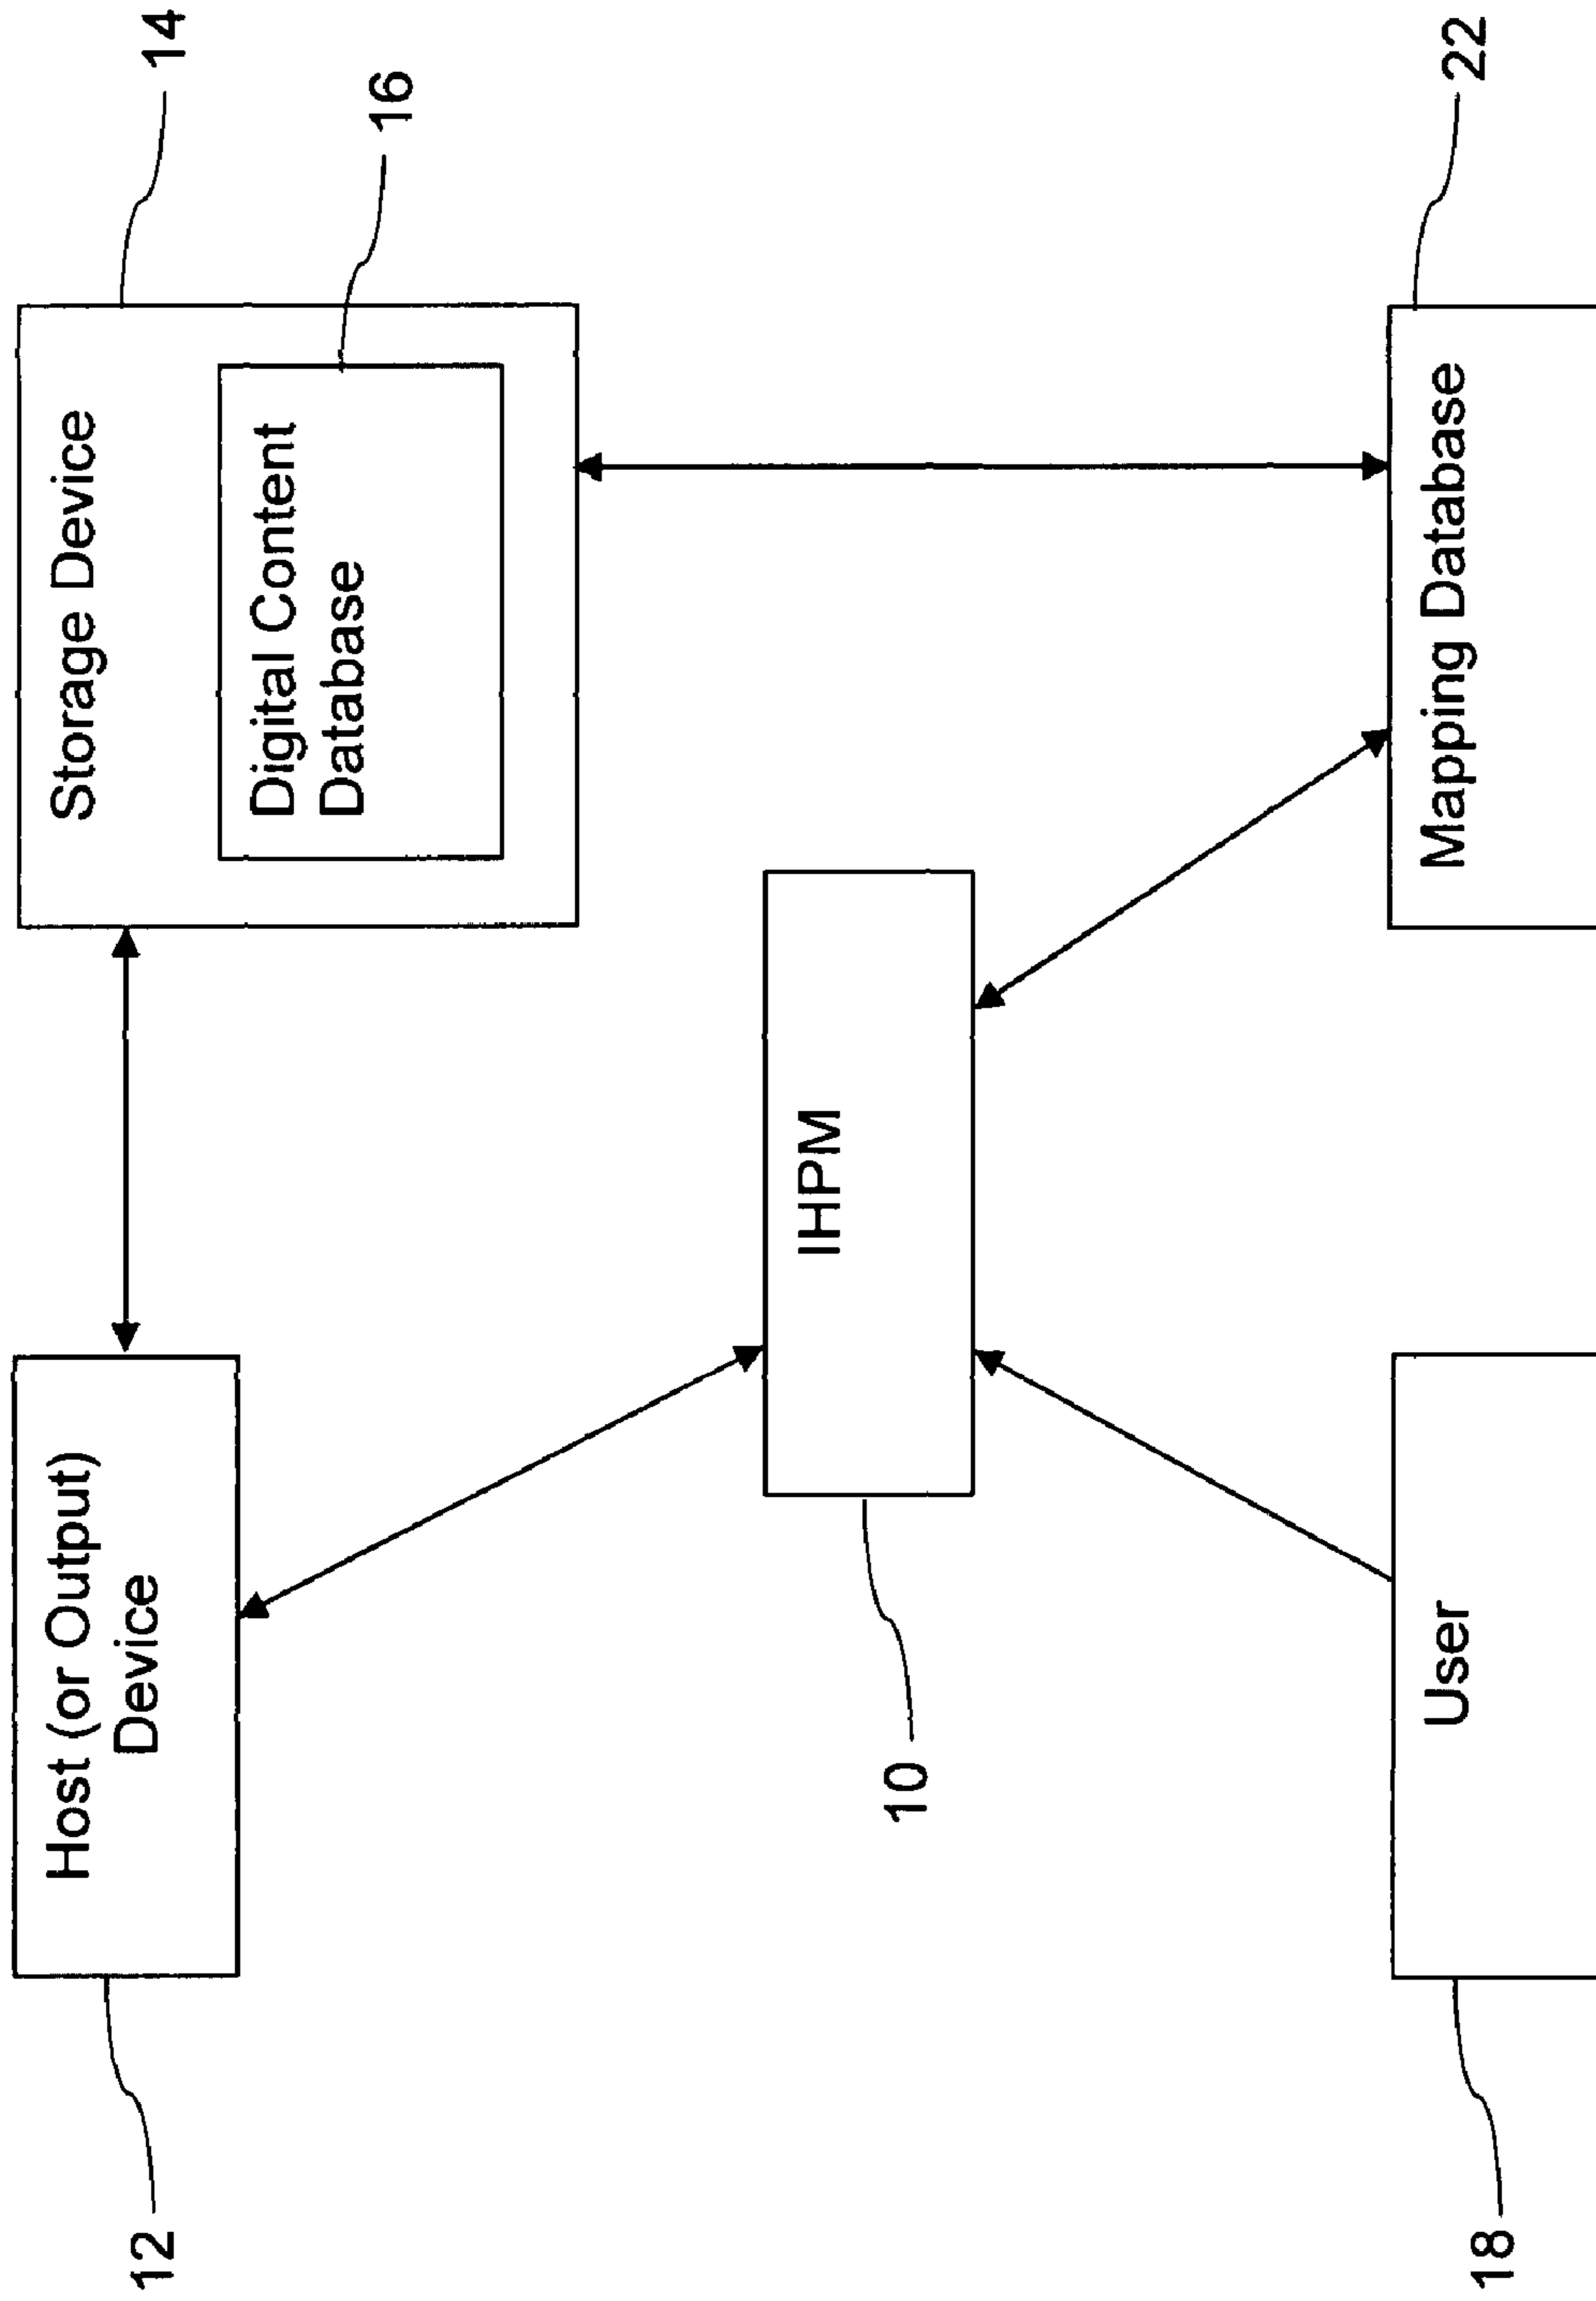 12
Host (or Output)
Device
Storage Device
14
Digital Content
Database
16
IHPM
10
18
User
Mapping Database
22